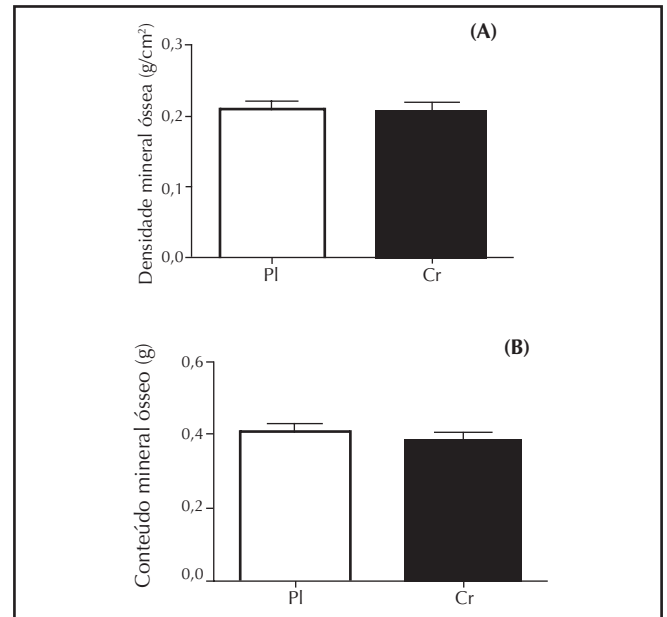 (A)
Densidade mineral óssea (g/cm²)
0,3
0,2
0,1
0,0
Pl
Cr
(B)
Conteúdo mineral ósseo (g)
0,6
0,4
0,2
0,0
Pl
Cr